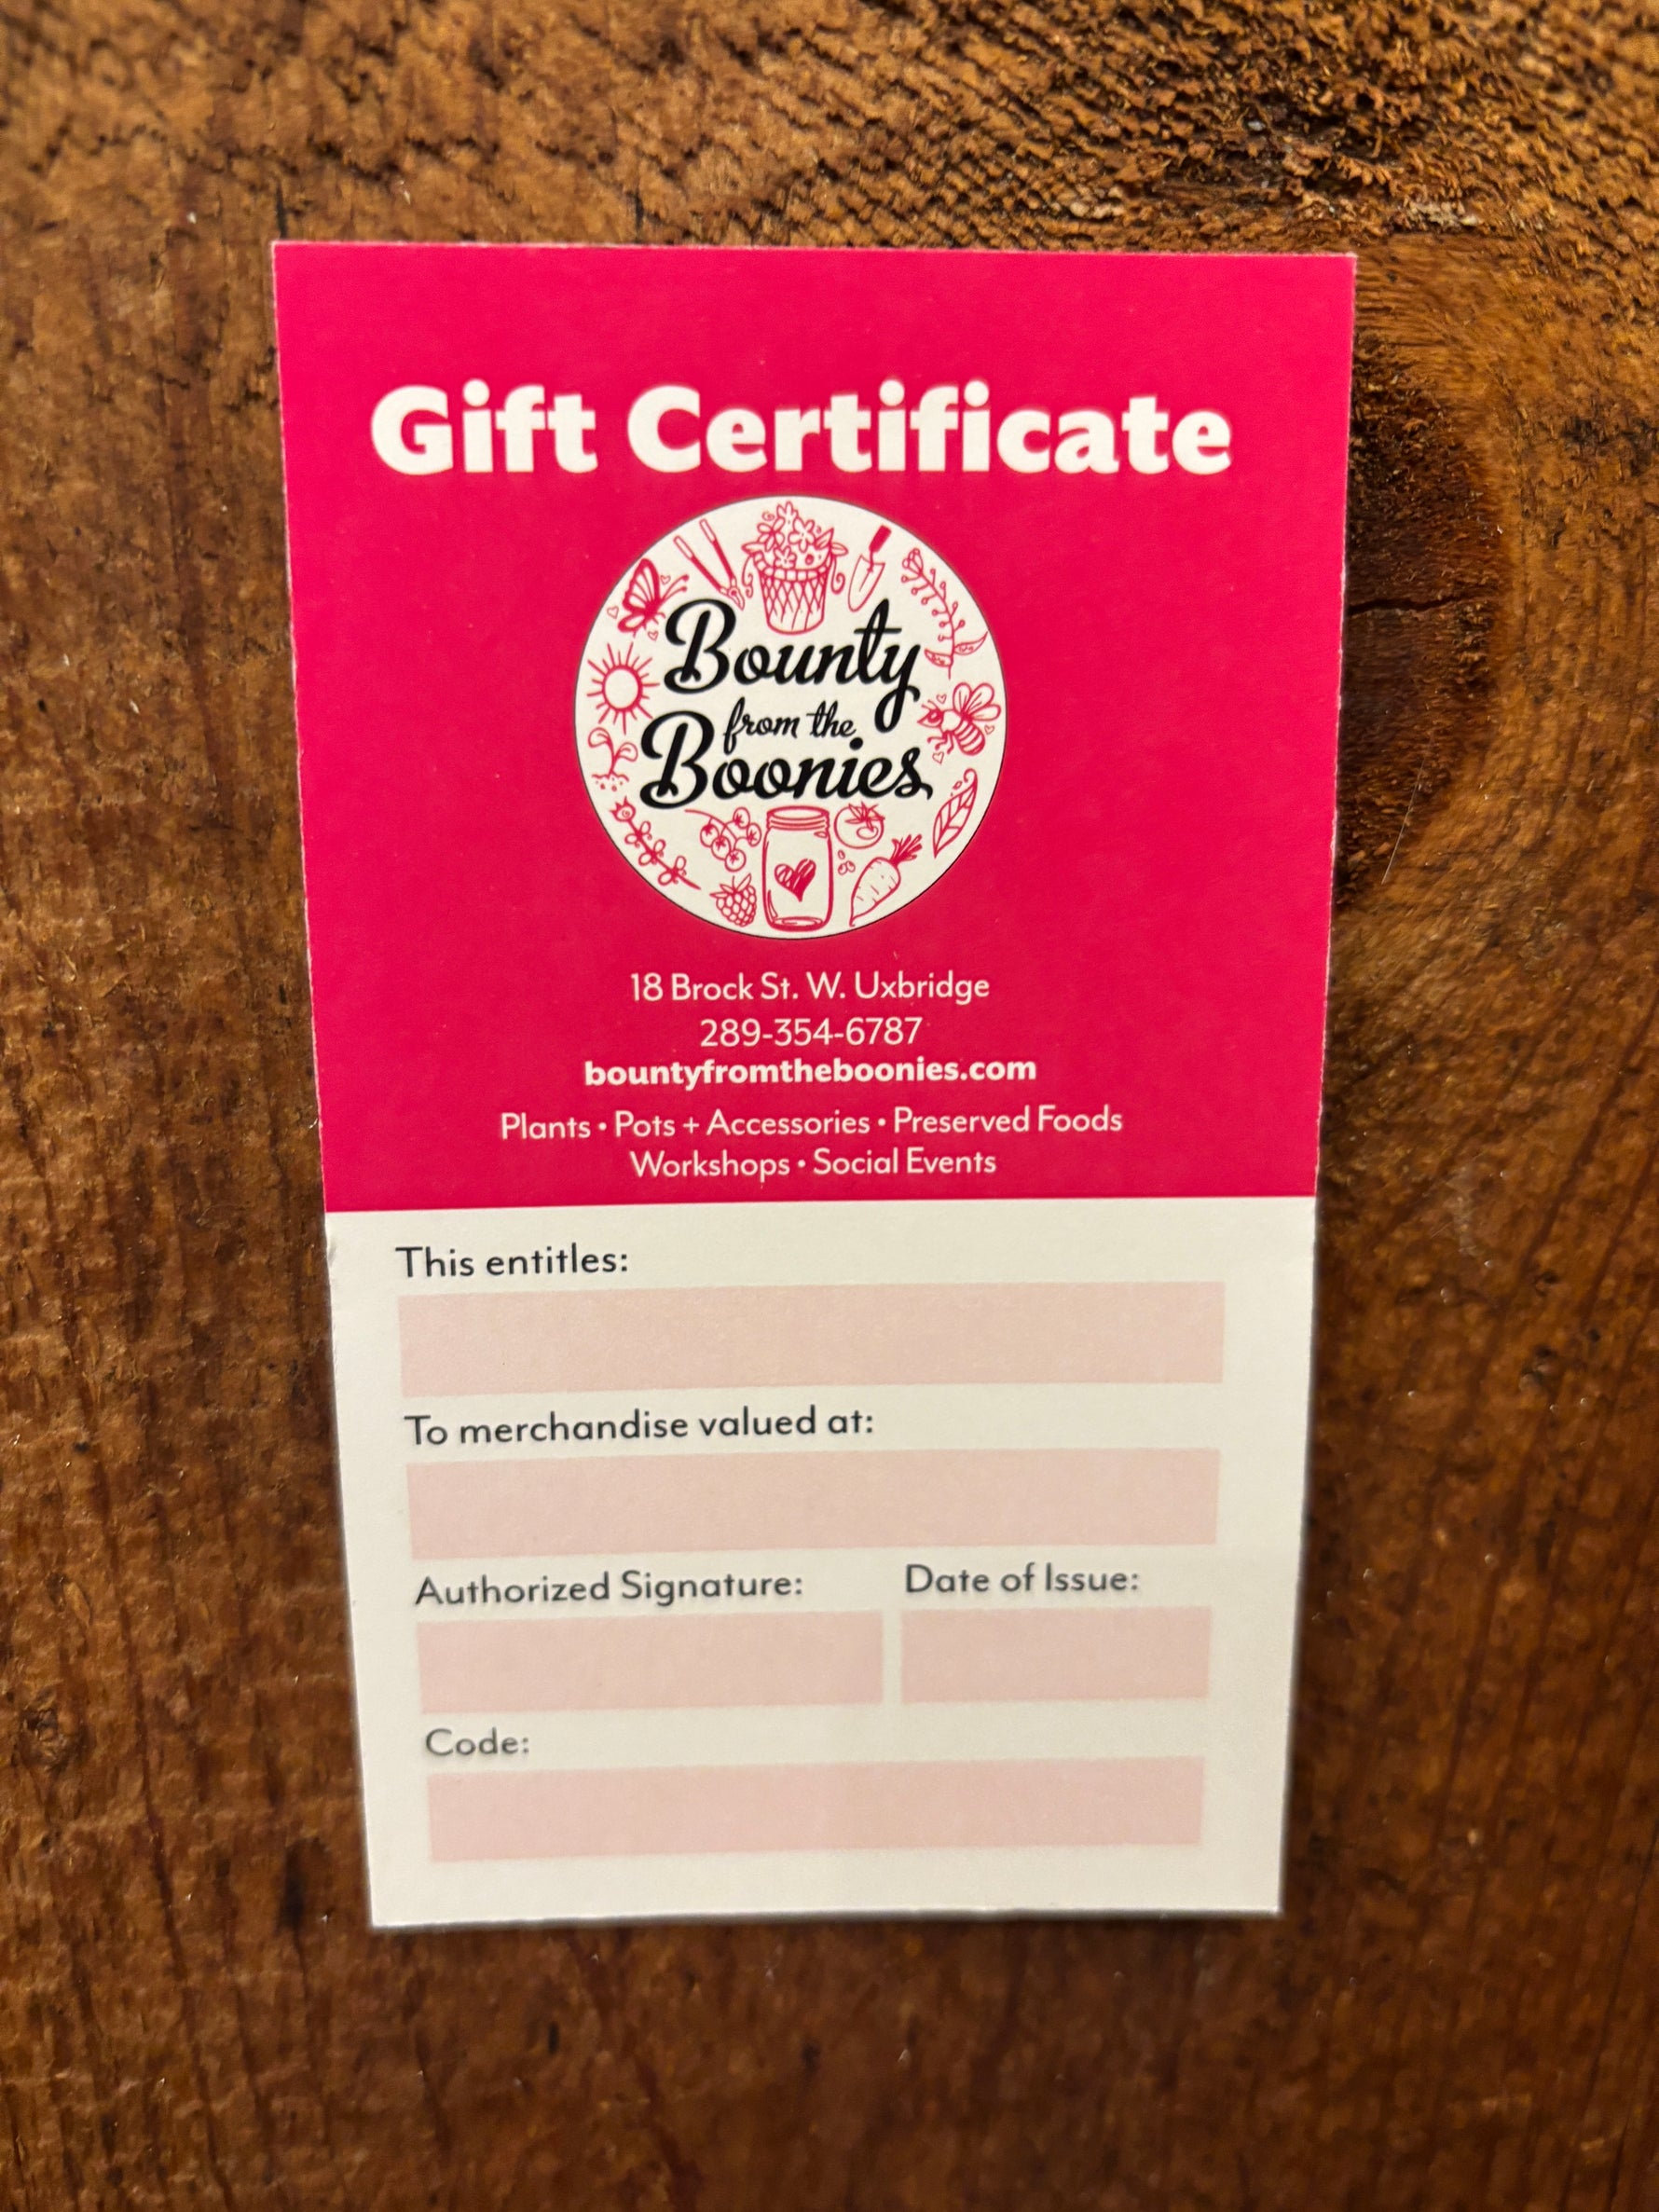 Gift Certificate
Bounty
from the
Boonies
18 Brock St. W. Uxbridge
289-354-6787
bountyfromtheboonies.com
Plants • Pots + Accessories • Preserved Foods
Workshops • Social Events
This entitles:
To merchandise valued at:
Authorized Signature: Date of Issue:
Code: